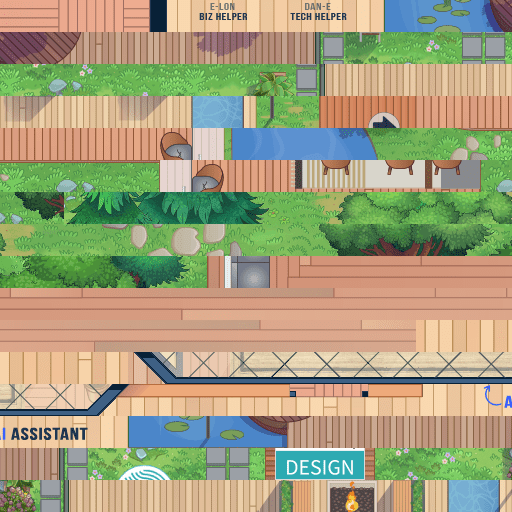 E-LON
BIZ HELPER
DAN-E
TECH HELPER
A
AI ASSISTANT
DESIGN